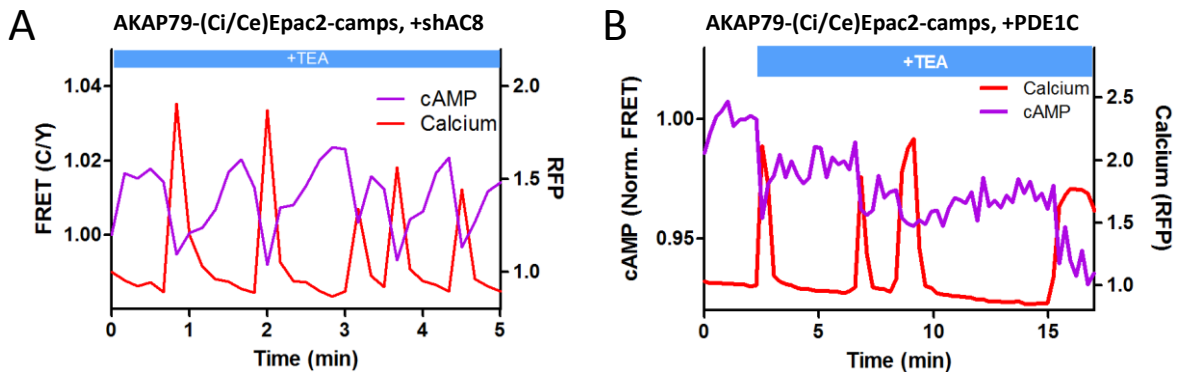 A
AKAP79-(Ci/Ce)Epac2-camps, +shAC8
+TEA
1.04
1.02
1.00
FRET (C/Y)
cAMP
Calcium
2.0
1.5
1.0
RFP
0 1 2 3 4 5
Time (min)
B
AKAP79-(Ci/Ce)Epac2-camps, +PDE1C
+TEA
1.00
0.95
cAMP (Norm. FRET)
Calcium
cAMP
2.5
2.0
1.5
1.0
Calcium (RFP)
0 5 10 15
Time (min)